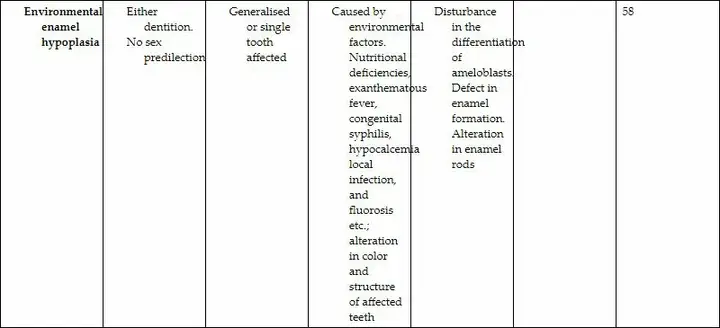 Environmental
enamel
hypoplasia
Either
dentition.
No sex
predilection
Generalised
or single
tooth
affected
Caused by
environmental
factors.
Nutritional
deficiencies,
exanthematous
fever,
congenital
syphilis,
hypocalcemia
local
infection,
and
fluorosis
etc.;
alteration
in color
and
structure
of affected
teeth
Disturbance
in the
differentiation
of
ameloblasts.
Defect in
enamel
formation.
Alteration
in enamel
rods
58